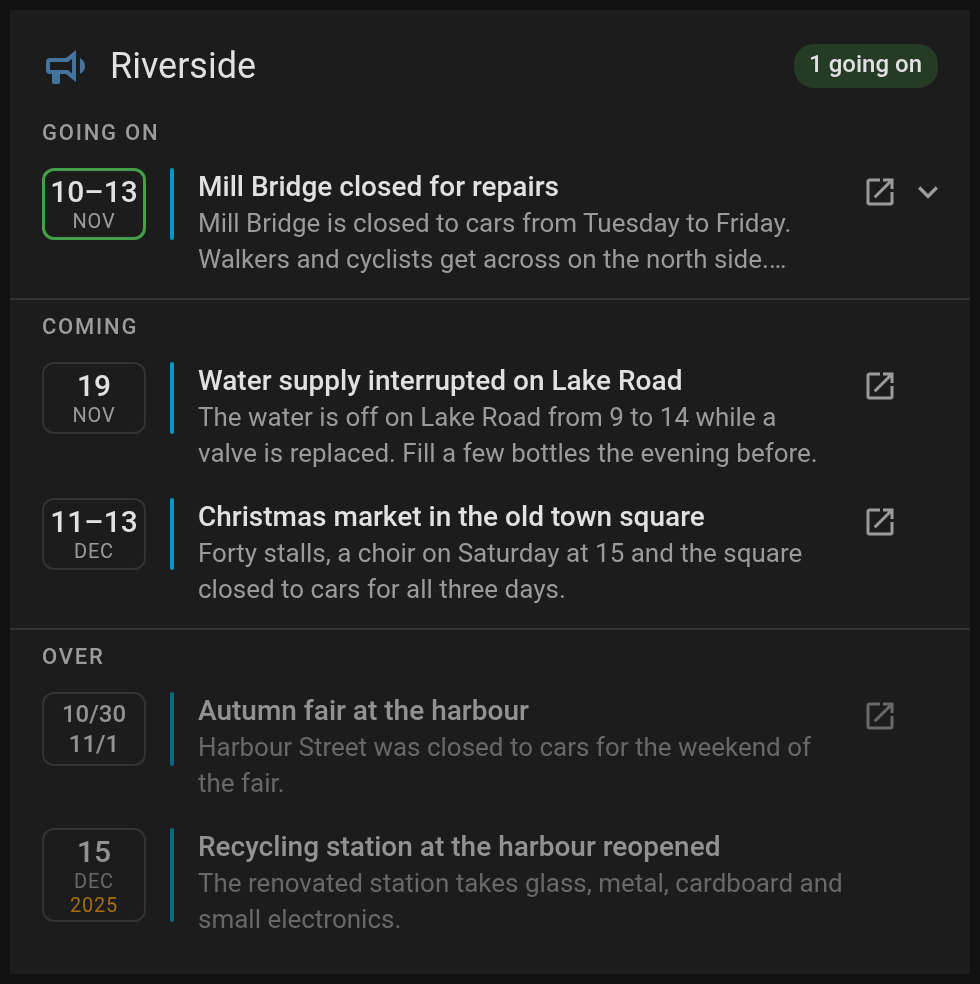 Riverside
1 going on
GOING ON
10–13
NOV
Mill Bridge closed for repairs
Mill Bridge is closed to cars from Tuesday to Friday.
Walkers and cyclists get across on the north side.…
COMING
19
NOV
Water supply interrupted on Lake Road
The water is off on Lake Road from 9 to 14 while a
valve is replaced. Fill a few bottles the evening before.
11–13
DEC
Christmas market in the old town square
Forty stalls, a choir on Saturday at 15 and the square
closed to cars for all three days.
OVER
10/30
11/1
Autumn fair at the harbour
Harbour Street was closed to cars for the weekend of
the fair.
15
DEC
2025
Recycling station at the harbour reopened
The renovated station takes glass, metal, cardboard and
small electronics.